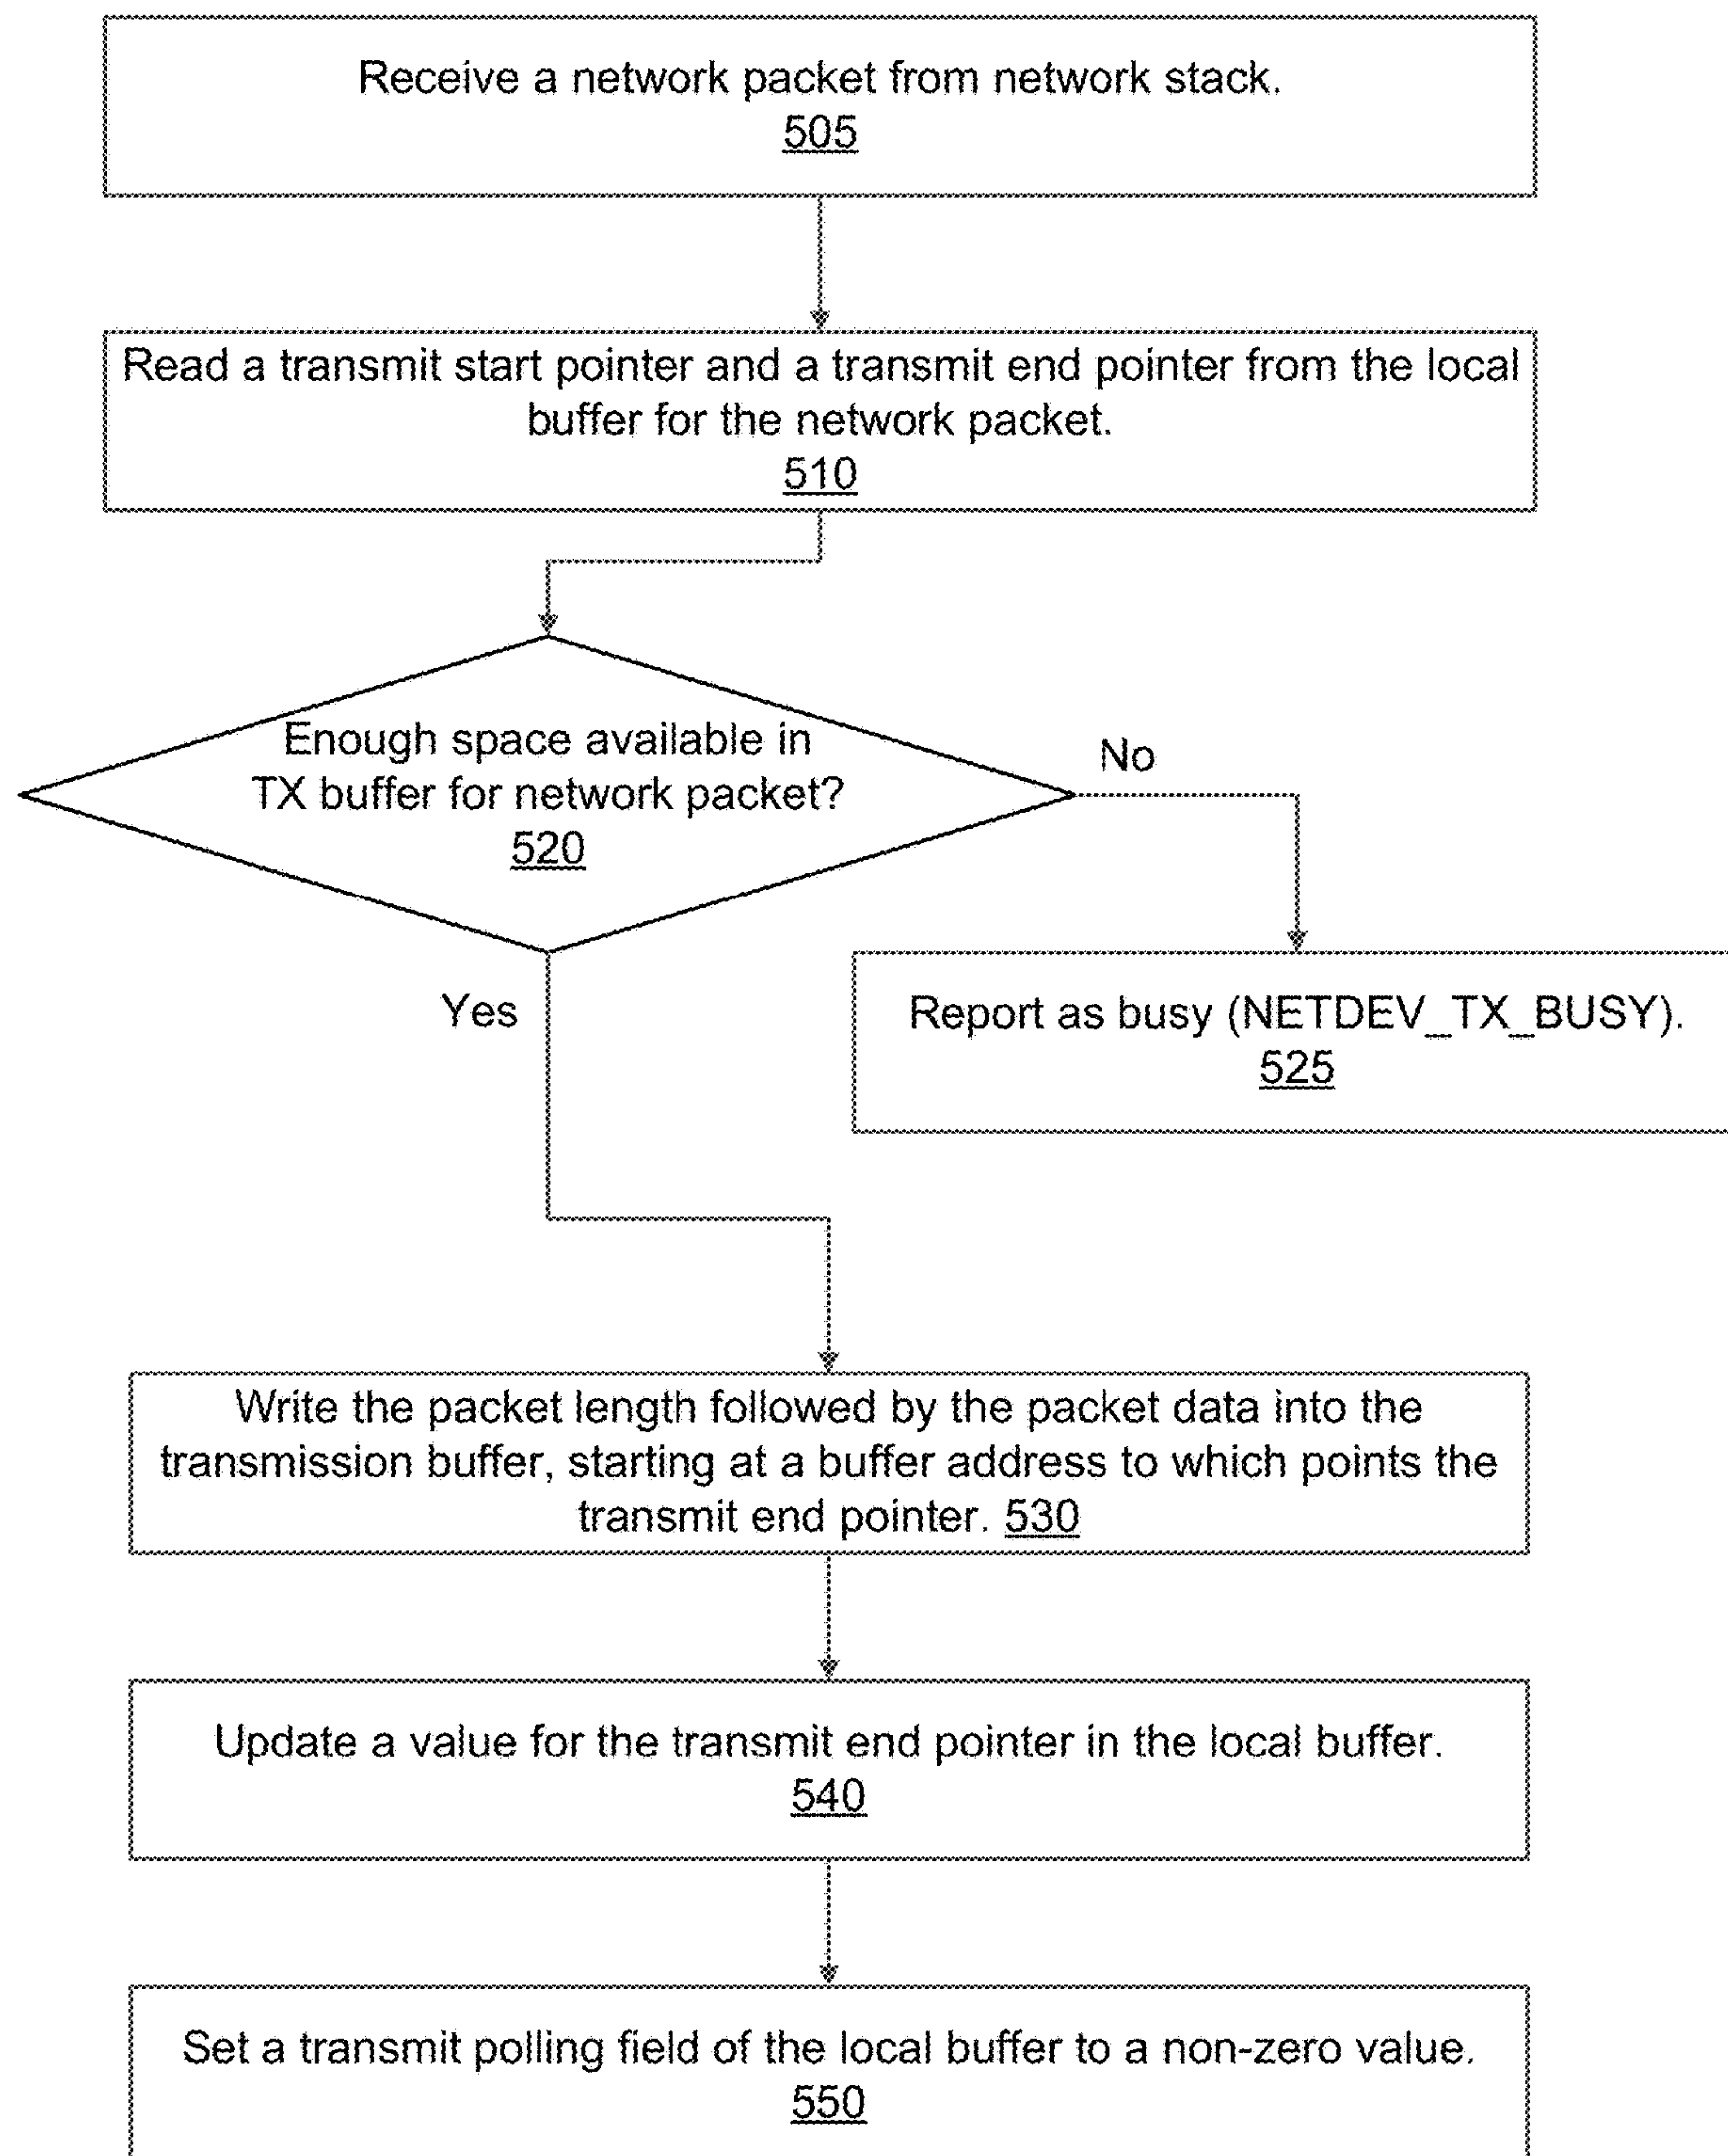 Receive a network packet from network stack.
505
Read a transmit start pointer and a transmit end pointer from the local
buffer for the network packet.
510
Enough space available in
TX buffer for network packet?
520
No
Yes
Report as busy (NETDEV_TX_BUSY).
525
Write the packet length followed by the packet data into the
transmission buffer, starting at a buffer address to which points the
transmit end pointer. 530
Update a value for the transmit end pointer in the local buffer.
540
Set a transmit polling field of the local buffer to a non-zero value.
550